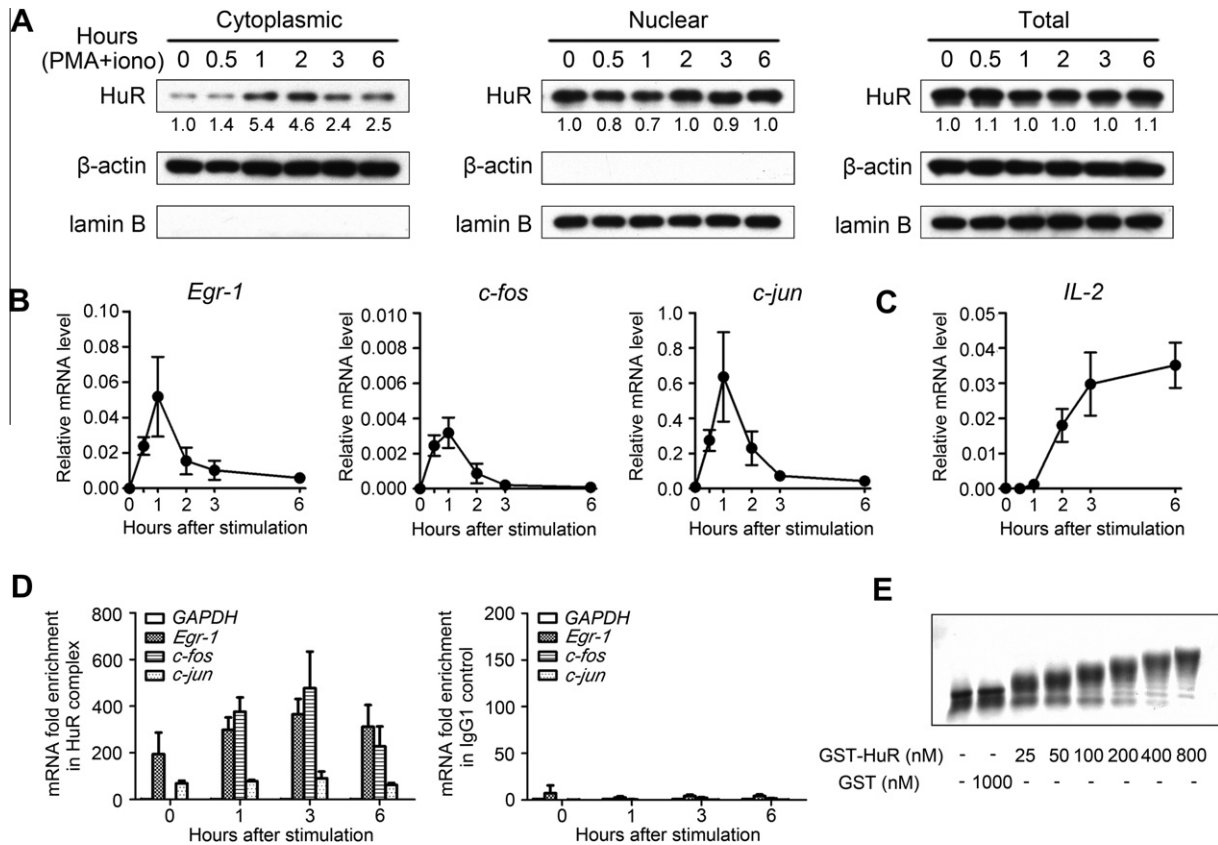 A
Cytoplasmic
Nuclear
Total
Hours
(PMA+iono)
0 0.5 1 2 3 6
0 0.5 1 2 3 6
0 0.5 1 2 3 6
HuR
HuR
HuR
1.0 1.4 5.4 4.6 2.4 2.5
1.0 0.8 0.7 1.0 0.9 1.0
1.0 1.1 1.0 1.0 1.0 1.1
β-actin
β-actin
β-actin
lamin B
lamin B
lamin B
B
Egr-1
Relative mRNA level
0.10
0.08
0.06
0.04
0.02
0.00
0 1 2 3 6
Hours after stimulation
c-fos
Relative mRNA level
0.010
0.008
0.006
0.004
0.002
0.000
0 1 2 3 6
Hours after stimulation
c-jun
Relative mRNA level
1.0
0.8
0.6
0.4
0.2
0.0
0 1 2 3 6
Hours after stimulation
C
IL-2
Relative mRNA level
0.05
0.04
0.03
0.02
0.01
0.00
0 1 2 3 6
Hours after stimulation
D
mRNA fold enrichment
in HuR complex
800
600
400
200
0
GAPDH
Egr-1
c-fos
c-jun
0 1 3 6
Hours after stimulation
mRNA fold enrichment
in IgG1 control
200
150
100
50
0
GAPDH
Egr-1
c-fos
c-jun
0 1 3 6
Hours after stimulation
E
GST-HuR (nM) - - 25 50 100 200 400 800
GST (nM) - 1000 - - - - - -